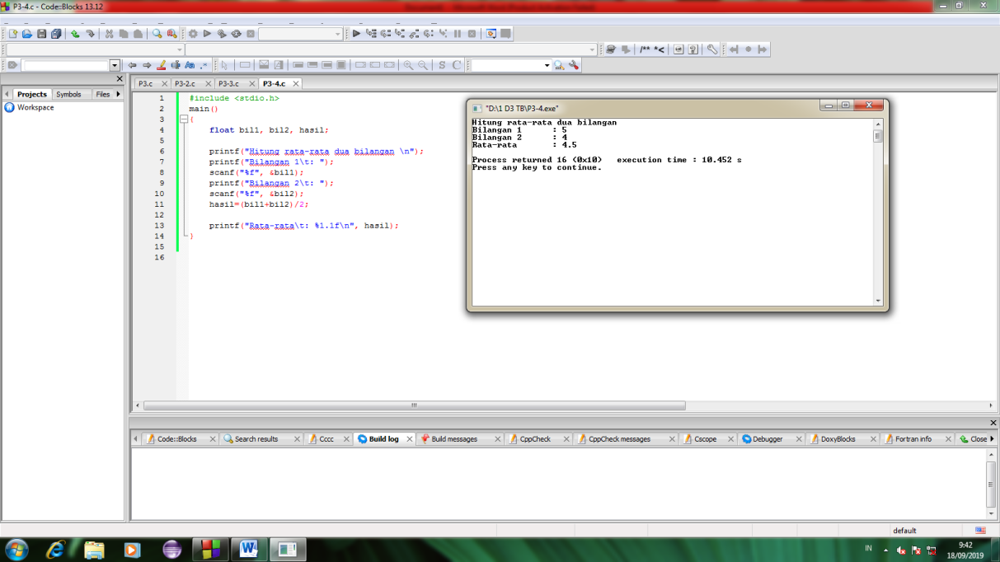 P3-4.c - Code::Blocks 13.12
P3.c P3-2.c P3-3.c P3-4.c
Projects Symbols Files
Workspace
1 #include <stdio.h>
2 main()
3 {
4 float bil1, bil2, hasil;
5
6 printf("Hitung rata-rata dua bilangan \n");
7 printf("Bilangan 1\t: ");
8 scanf("%f", &bil1);
9 printf("Bilangan 2\t: ");
10 scanf("%f", &bil2);
11 hasil=(bil1+bil2)/2;
12
13 printf("Rata-rata\t: %1.1f\n", hasil);
14 }
15
16
"D:\1 D3 TB\P3-4.exe"
Hitung rata-rata dua bilangan
Bilangan 1 : 5
Bilangan 2 : 4
Rata-rata : 4.5
Process returned 16 (0x10) execution time : 10.452 s
Press any key to continue.
Code::Blocks Search results Cccc Build log Build messages CppCheck CppCheck messages Cscope Debugger DoxyBlocks Fortran info Close
default
IN
9:42
18/09/2019